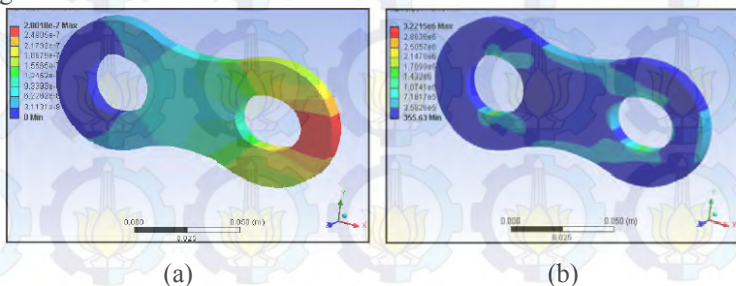 2.8018e-7 Max
2.4905e-7
2.1792e-7
1.8679e-7
1.5565e-7
1.2452e-7
9.3393e-8
6.2262e-8
3.1131e-8
0 Min
0.000 0.050 (m)
0.025
Y
X
(a)
3.2215e6 Max
2.8636e6
2.5057e6
2.1478e6
1.7899e6
1.432e6
1.0741e6
7.1617e5
3.5826e5
355.63 Min
0.000 0.050 (m)
0.025
Y
X
(b)